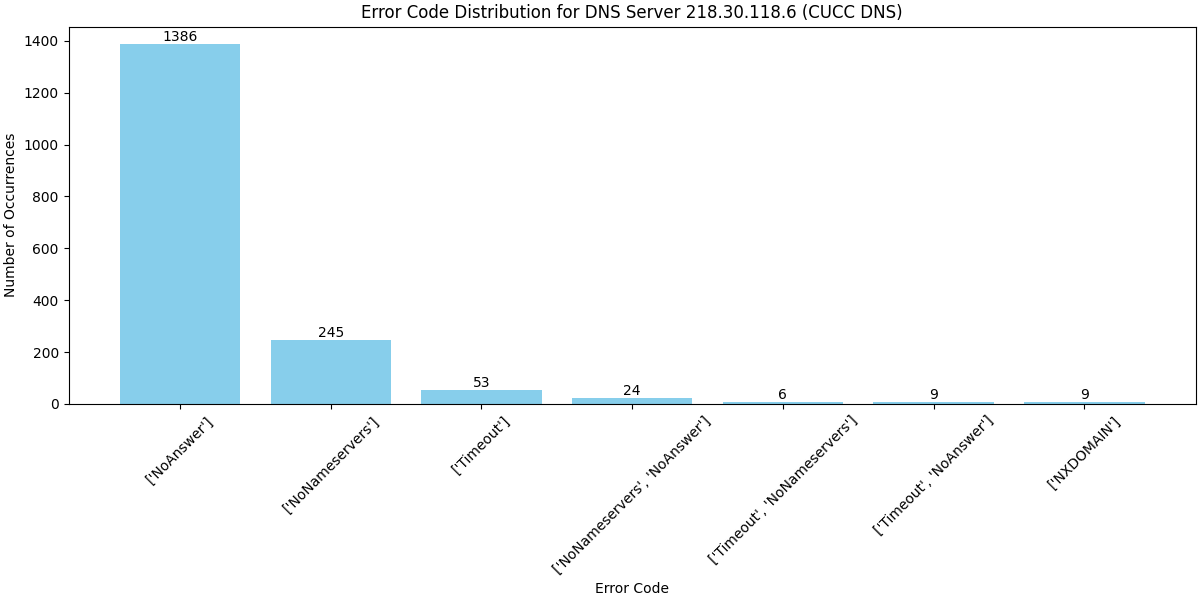 Error Code Distribution for DNS Server 218.30.118.6 (CUCC DNS)
Number of Occurrences
1400
1200
1000
800
600
400
200
0
1386
245
53
24
6
9
9
['NoAnswer']
['NoNameservers']
['Timeout']
['NoNameservers', 'NoAnswer']
['Timeout', 'NoNameservers']
['Timeout', 'NoAnswer']
['NXDOMAIN']
Error Code